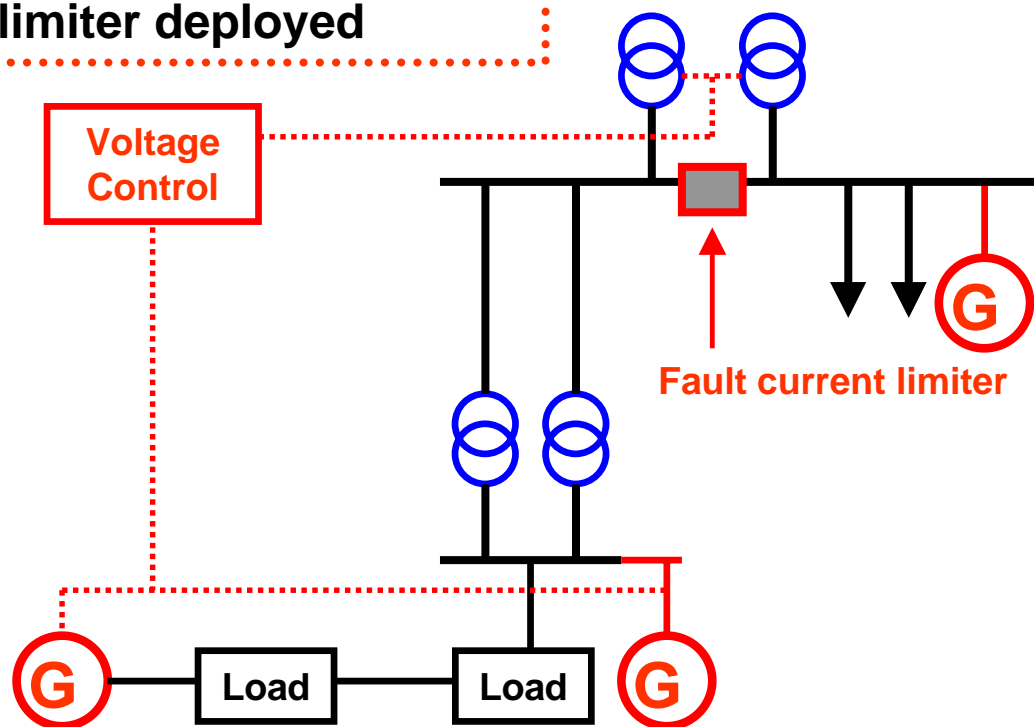 limiter deployed
Voltage
Control
G
Fault current limiter
G
Load
Load
G